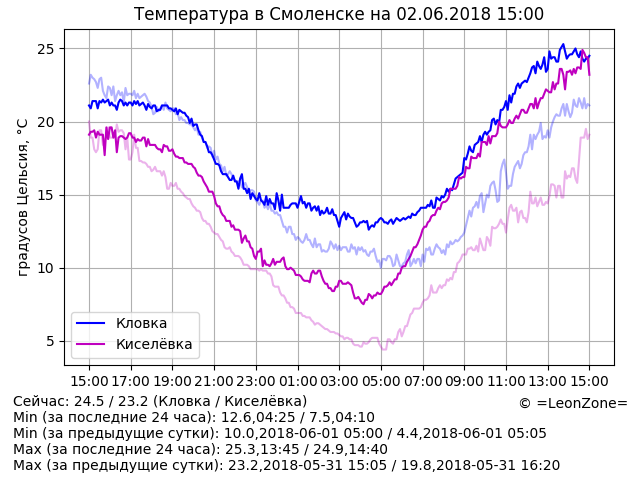 Температура в Смоленске на 02.06.2018 15:00
25
20
15
10
5
градусов Цельсия, °C
Кловка
Киселёвка
15:00 17:00 19:00 21:00 23:00 01:00 03:00 05:00 07:00 09:00 11:00 13:00 15:00
Сейчас: 24.5 / 23.2 (Кловка / Киселёвка)
© =LeonZone=
Min (за последние 24 часа): 12.6,04:25 / 7.5,04:10
Min (за предыдущие сутки): 10.0,2018-06-01 05:00 / 4.4,2018-06-01 05:05
Max (за последние 24 часа): 25.3,13:45 / 24.9,14:40
Max (за предыдущие сутки): 23.2,2018-05-31 15:05 / 19.8,2018-05-31 16:20